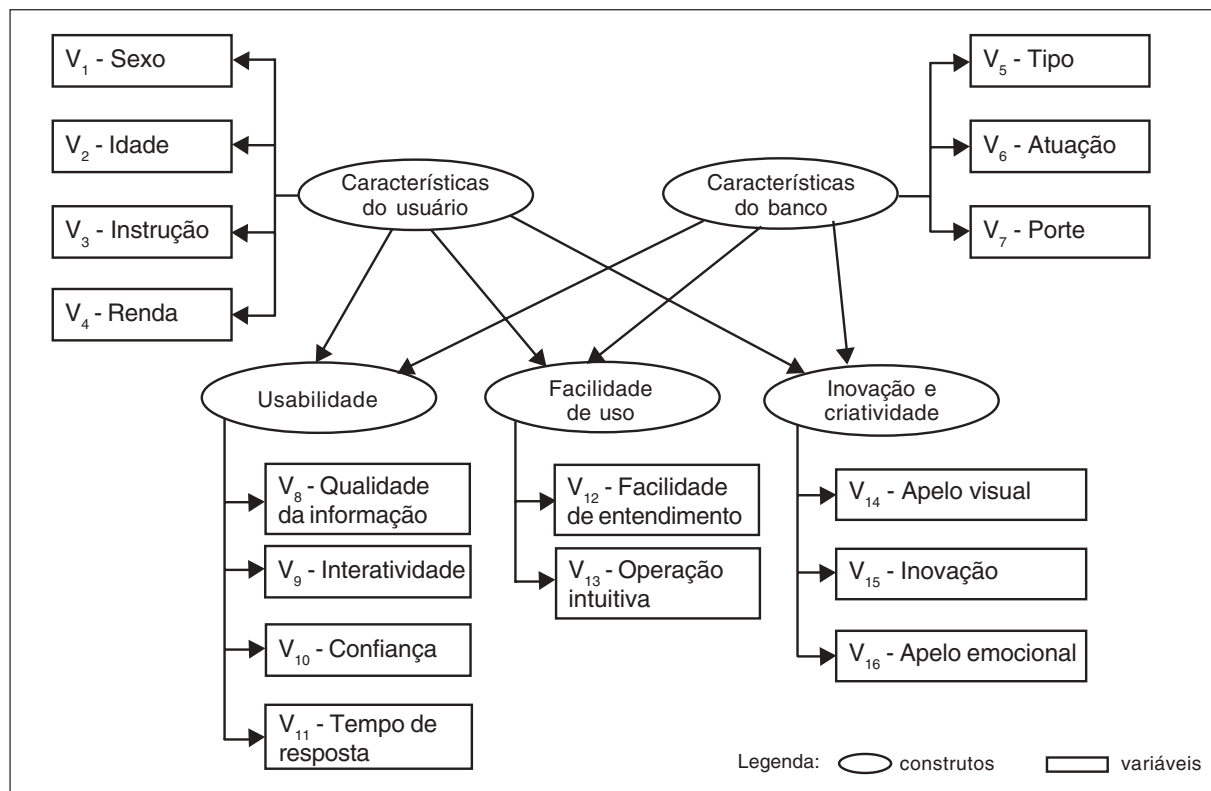 V1 - Sexo
V2 - Idade
V3 - Instrução
V4 - Renda
Características
do usuário
Características
do banco
V5 - Tipo
V6 - Atuação
V7 - Porte
Usabilidade
Facilidade
de uso
Inovação e
criatividade
V8 - Qualidade
da informação
V9 - Interatividade
V10 - Confiança
V11 - Tempo de
resposta
V12 - Facilidade
de entendimento
V13 - Operação
intuitiva
V14 - Apelo visual
V15 - Inovação
V16 - Apelo emocional
Legenda: construtos variáveis